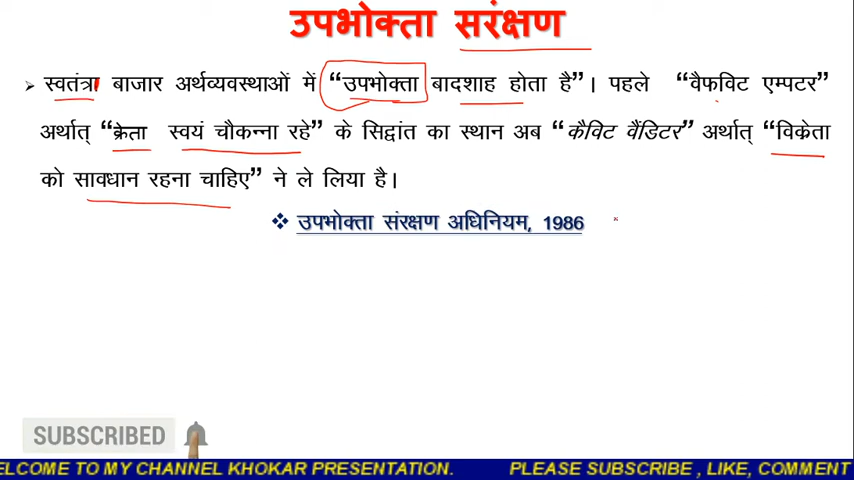 उपभोक्ता संरक्षण
➢ स्वतंत्रा बाजार अर्थव्यवस्थाओं में “उपभोक्ता बादशाह होता है”। पहले “वैफविट एम्पटर”
अर्थात् “क्रेता स्वयं चौकन्ना रहे” के सिद्वांत का स्थान अब “कैविट वैंडिटर” अर्थात् “विक्रेता
को सावधान रहना चाहिए” ने ले लिया है।
❖ उपभोक्ता संरक्षण अधिनियम, 1986
SUBSCRIBED
ELCOME TO MY CHANNEL KHOKAR PRESENTATION. PLEASE SUBSCRIBE , LIKE, COMMENT